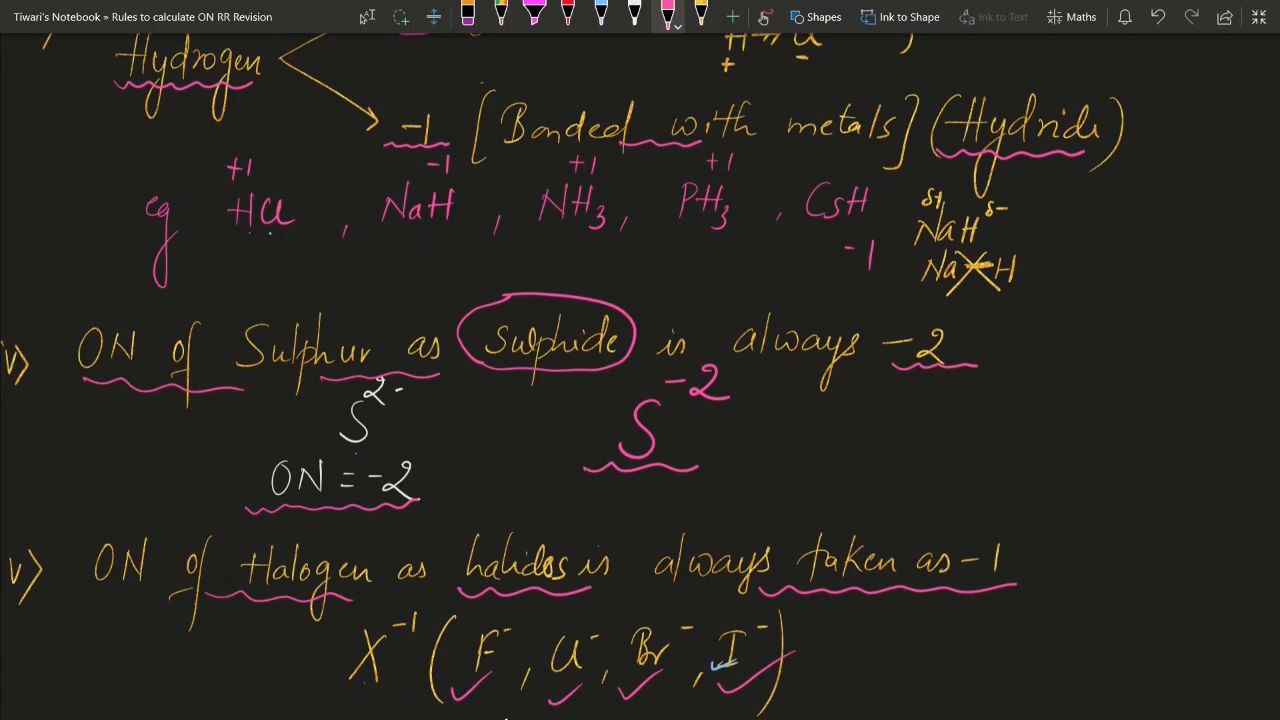 Tiwari's Notebook » Rules to calculate ON RR Revision
Shapes Ink to Shape Ink to Text Maths
Hydrogen
+ -
-1 [Bonded with metals] (Hydride)
+1 -1 +1 +1
eg HCl, NaH, NH3, PH3, CsH
-1
δ+ δ-
NaH
Na H
iv) ON of Sulphur as Sulphide is always -2
S2- S-2
ON = -2
v) ON of Halogen as halides is always taken as -1
X-1 (F-, Cl-, Br-, I-)